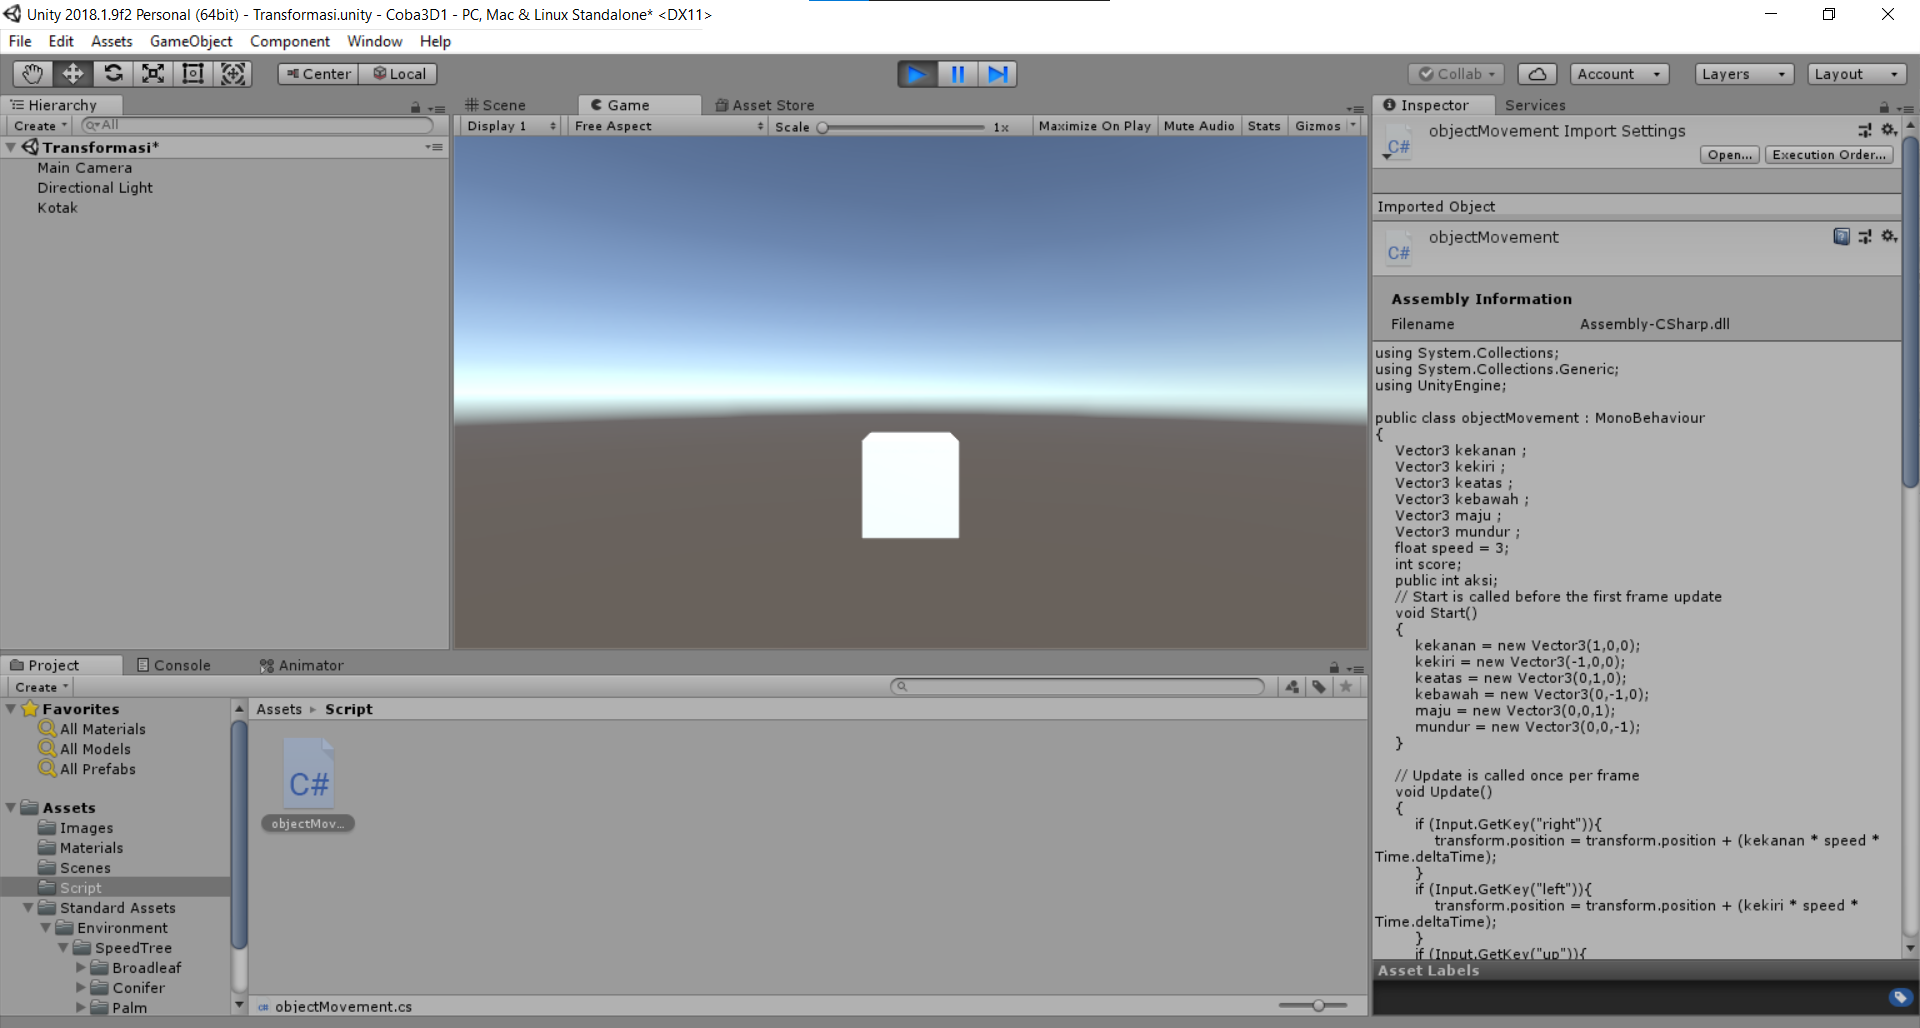 Unity 2018.1.9f2 Personal (64bit) - Transformasi.unity - Coba3D1 - PC, Mac & Linux Standalone* <DX11>
File Edit Assets GameObject Component Window Help
Center Local Collab Account Layers Layout
Hierarchy
Create All
Transformasi*
Main Camera
Directional Light
Kotak
Scene Game Asset Store
Display 1 Free Aspect Scale 1x Maximize On Play Mute Audio Stats Gizmos
Inspector Services
C# objectMovement Import Settings
Open... Execution Order...
Imported Object
C# objectMovement
Assembly Information
Filename Assembly-CSharp.dll
using System.Collections;
using System.Collections.Generic;
using UnityEngine;
public class objectMovement : MonoBehaviour
{
Vector3 kekanan ;
Vector3 kekiri ;
Vector3 keatas ;
Vector3 kebawah ;
Vector3 maju ;
Vector3 mundur ;
float speed = 3;
int score;
public int aksi;
// Start is called before the first frame update
void Start()
{
kekanan = new Vector3(1,0,0);
kekiri = new Vector3(-1,0,0);
keatas = new Vector3(0,1,0);
kebawah = new Vector3(0,-1,0);
maju = new Vector3(0,0,1);
mundur = new Vector3(0,0,-1);
}
// Update is called once per frame
void Update()
{
if (Input.GetKey("right")){
transform.position = transform.position + (kekanan * speed *
Time.deltaTime);
}
if (Input.GetKey("left")){
transform.position = transform.position + (kekiri * speed *
Time.deltaTime);
}
if (Input.GetKey("up")){
Asset Labels
Project Console Animator
Create
Favorites
All Materials
All Models
All Prefabs
Assets
Images
Materials
Scenes
Script
Standard Assets
Environment
SpeedTree
Broadleaf
Conifer
Palm
Assets Script
C#
objectMov...
C# objectMovement.cs